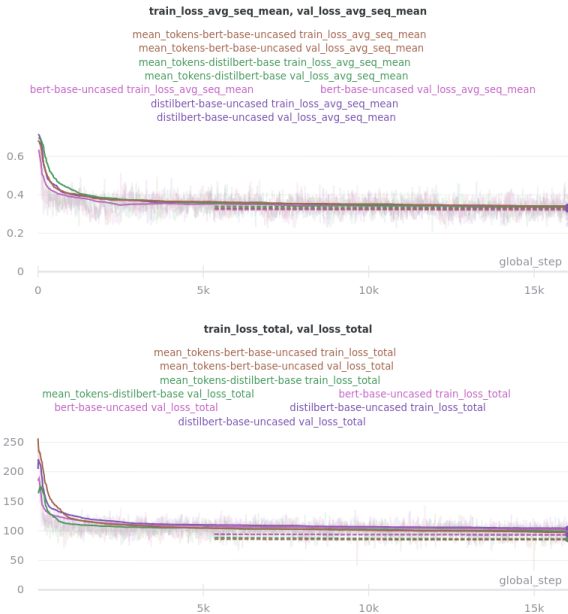 train_loss_avg_seq_mean, val_loss_avg_seq_mean
mean_tokens-bert-base-uncased train_loss_avg_seq_mean
mean_tokens-bert-base-uncased val_loss_avg_seq_mean
mean_tokens-distilbert-base train_loss_avg_seq_mean
mean_tokens-distilbert-base val_loss_avg_seq_mean
bert-base-uncased train_loss_avg_seq_mean bert-base-uncased val_loss_avg_seq_mean
distilbert-base-uncased train_loss_avg_seq_mean
distilbert-base-uncased val_loss_avg_seq_mean
0.6
0.4
0.2
0
global_step
0 5k 10k 15k
train_loss_total, val_loss_total
mean_tokens-bert-base-uncased train_loss_total
mean_tokens-bert-base-uncased val_loss_total
mean_tokens-distilbert-base train_loss_total
mean_tokens-distilbert-base val_loss_total bert-base-uncased train_loss_total
bert-base-uncased val_loss_total distilbert-base-uncased train_loss_total
distilbert-base-uncased val_loss_total
250
200
150
100
50
0
global_step
5k 10k 15k